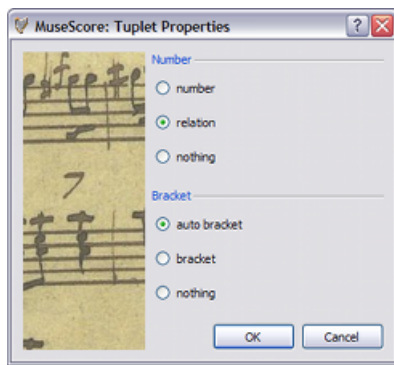 MuseScore: Tuplet Properties
Number
number
relation
nothing
7
Bracket
auto bracket
bracket
nothing
OK Cancel